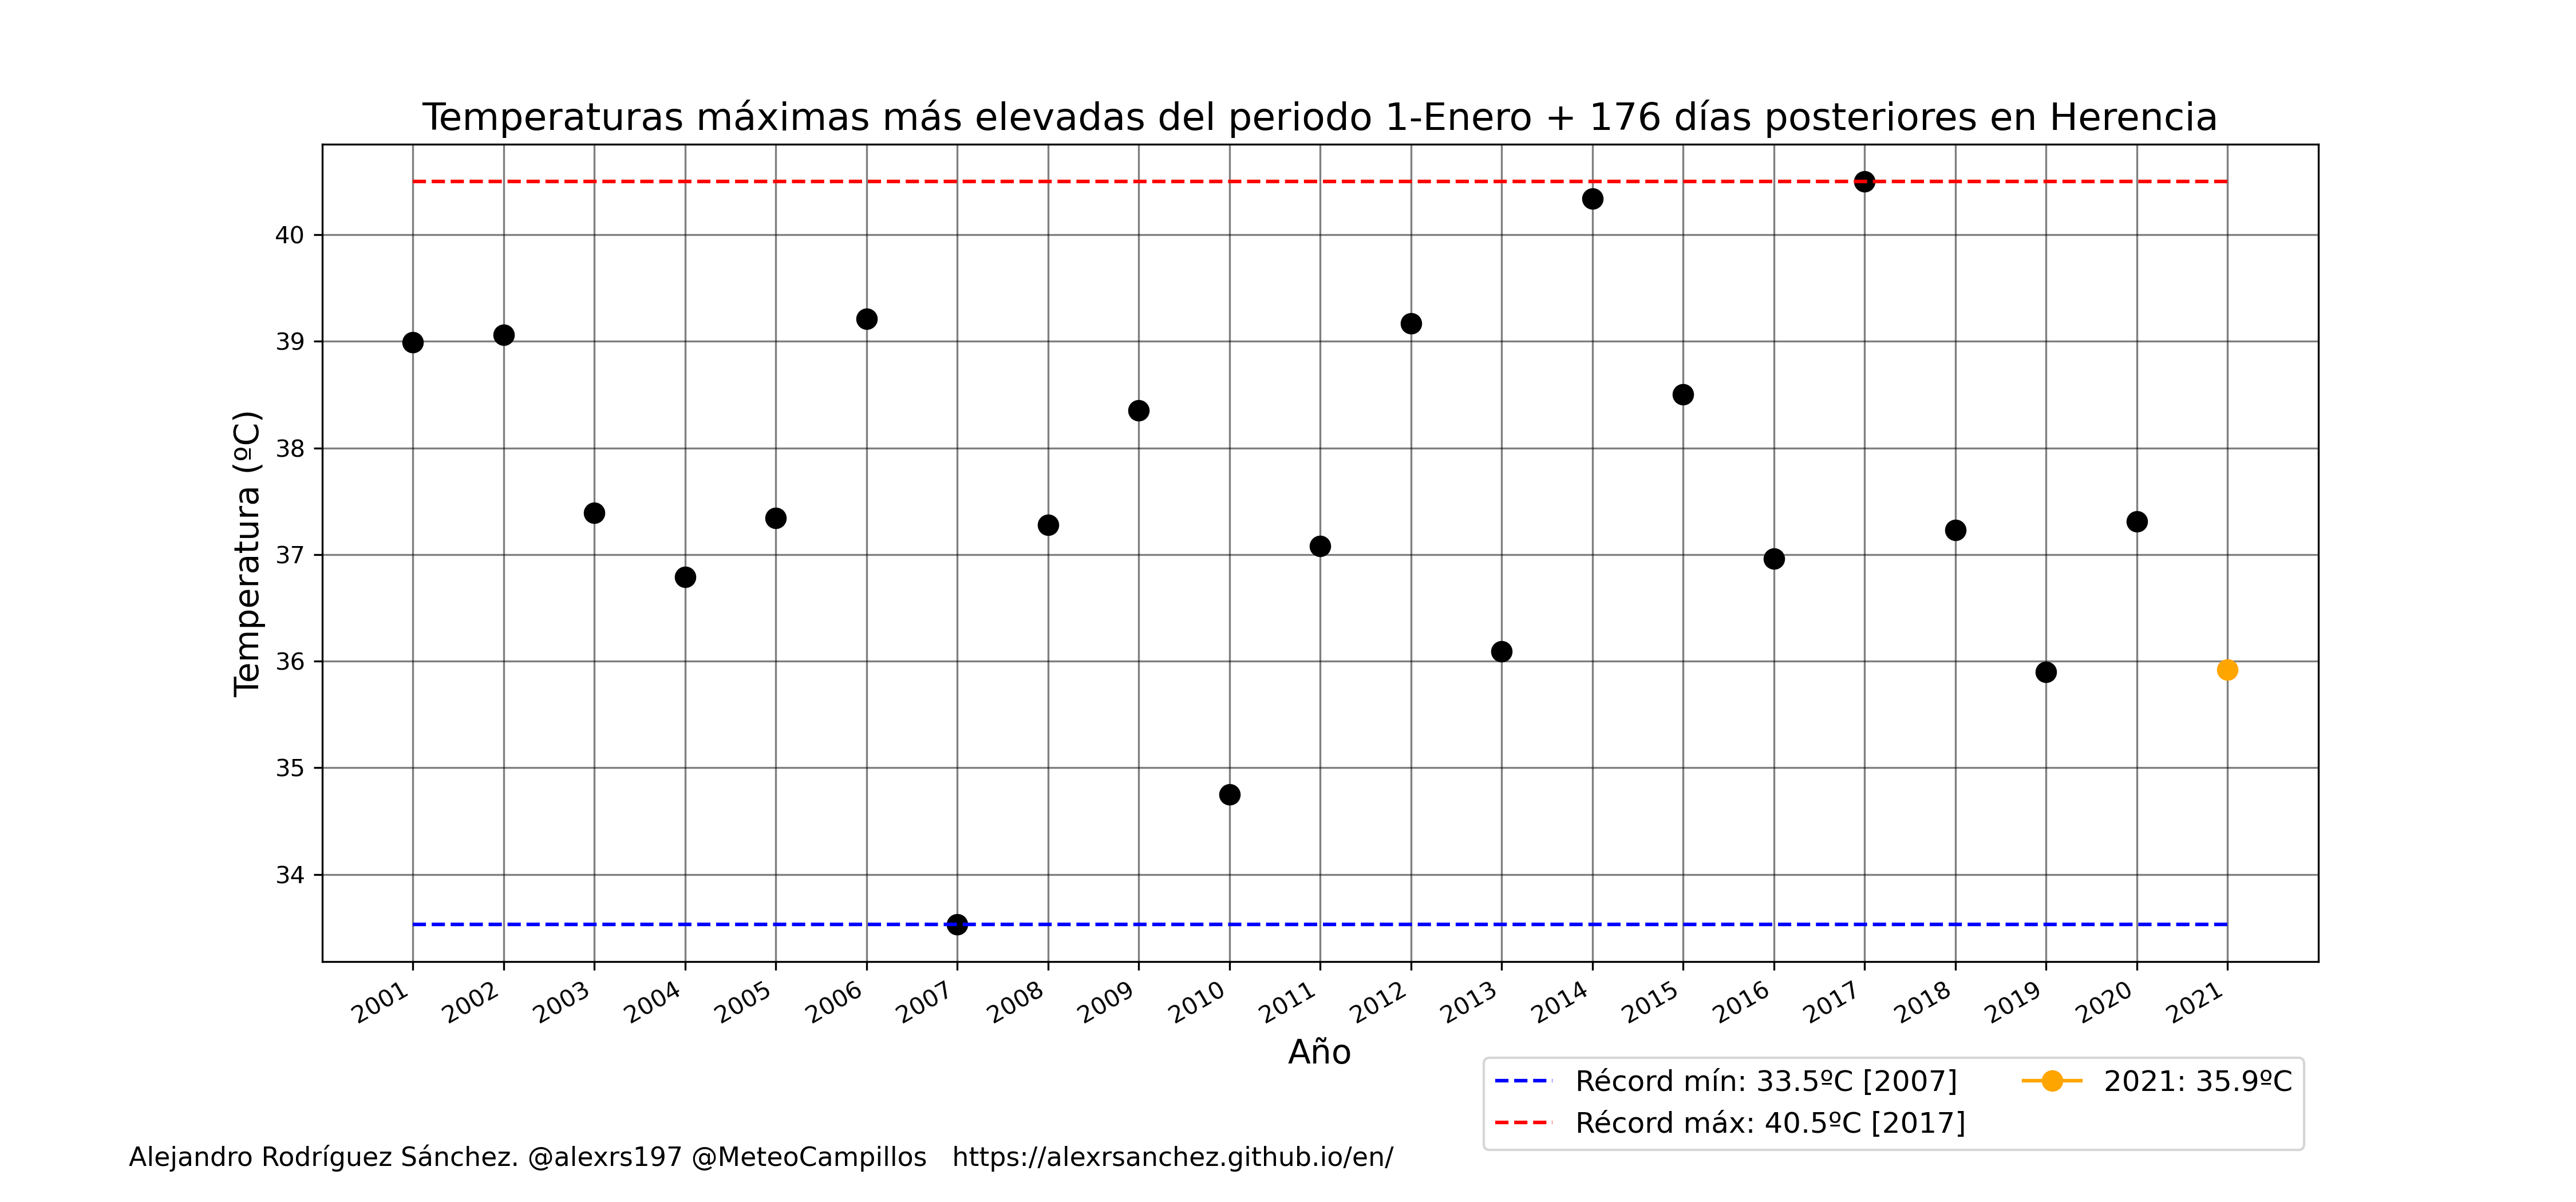 Temperaturas máximas más elevadas del periodo 1-Enero + 176 días posteriores en Herencia
Temperatura (ºC)
40
39
38
37
36
35
34
2001 2002 2003 2004 2005 2006 2007 2008 2009 2010 2011 2012 2013 2014 2015 2016 2017 2018 2019 2020 2021
Año
Récord mín: 33.5ºC [2007]
Récord máx: 40.5ºC [2017]
2021: 35.9ºC
Alejandro Rodríguez Sánchez. @alexrs197 @MeteoCampillos https://alexrsanchez.github.io/en/